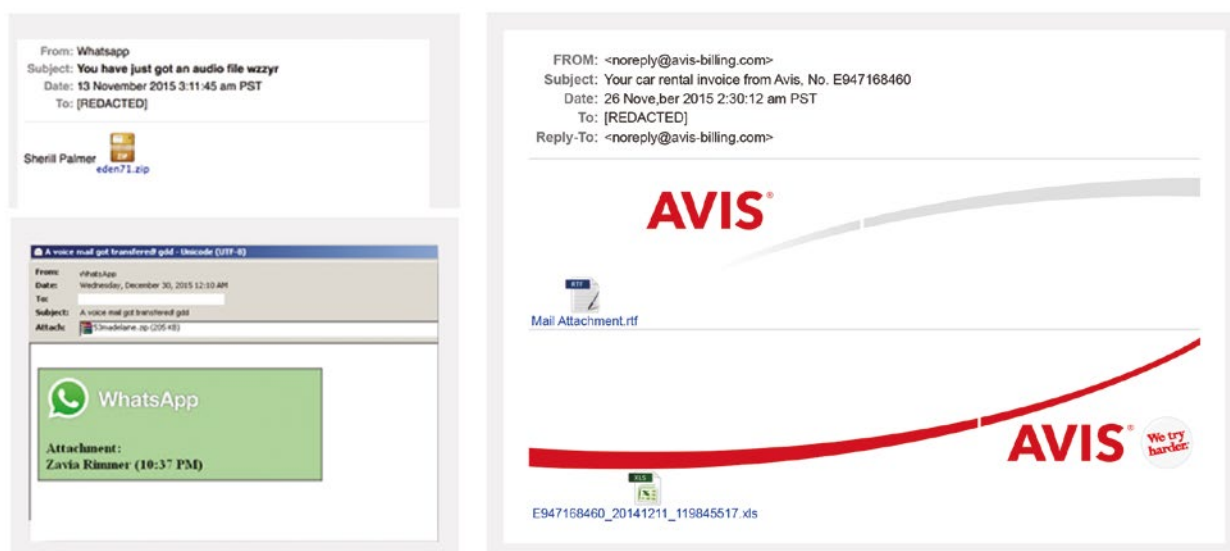 From: Whatsapp
Subject: You have just got an audio file wzzyr
Date: 13 November 2015 3:11:45 am PST
To: [REDACTED]
ZIP
Sherill Palmer
eden71.zip
A voice mail got transfered! gdd - Unicode (UTF-8)
From: WhatsApp
Date: Wednesday, December 30, 2015 12:10 AM
To:
Subject: A voice mail got transfered! gdd
Attach: 53madelane.zip (205 KB)
WhatsApp
Attachment:
Zavia Rimmer (10:37 PM)
FROM: <noreply@avis-billing.com>
Subject: Your car rental invoice from Avis, No. E947168460
Date: 26 Nove,ber 2015 2:30:12 am PST
To: [REDACTED]
Reply-To: <noreply@avis-billing.com>
AVIS®
RTF
Mail Attachment.rtf
AVIS®
We try
harder.
XLS
E947168460_20141211_119845517.xls